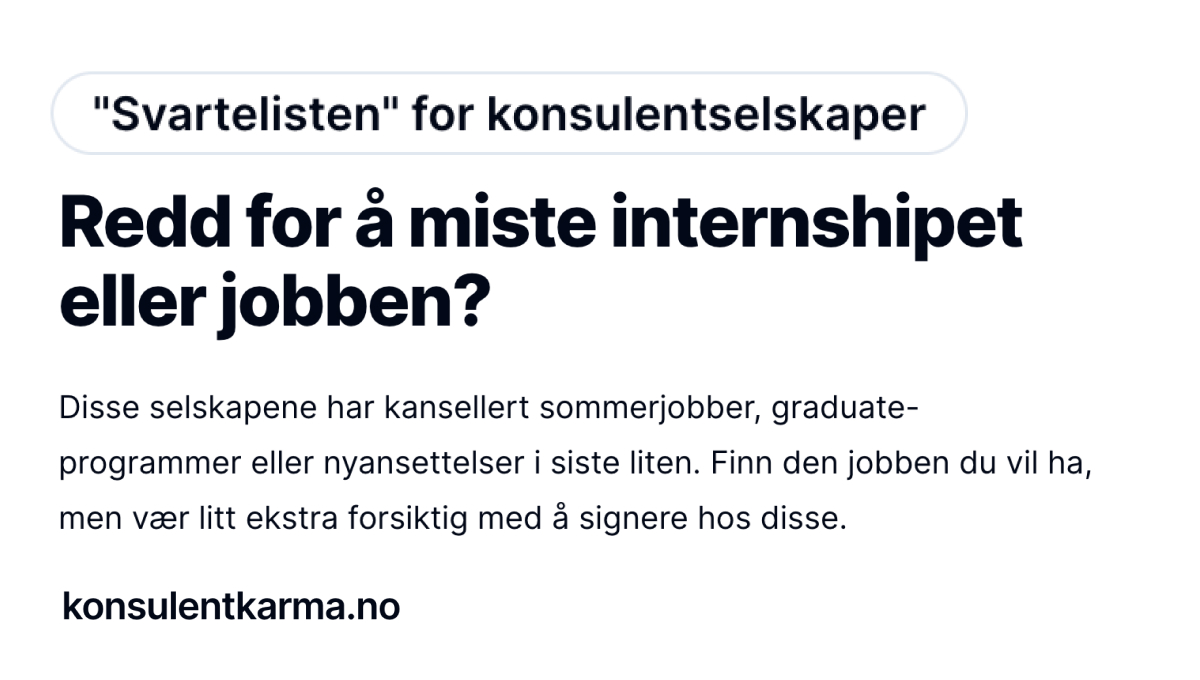 "Svartelisten" for konsulentselskaper
Redd for å miste internshipet
eller jobben?
Disse selskapene har kansellert sommerjobber, graduate-
programmer eller nyansettelser i siste liten. Finn den jobben du vil ha,
men vær litt ekstra forsiktig med å signere hos disse.
konsulentkarma.no